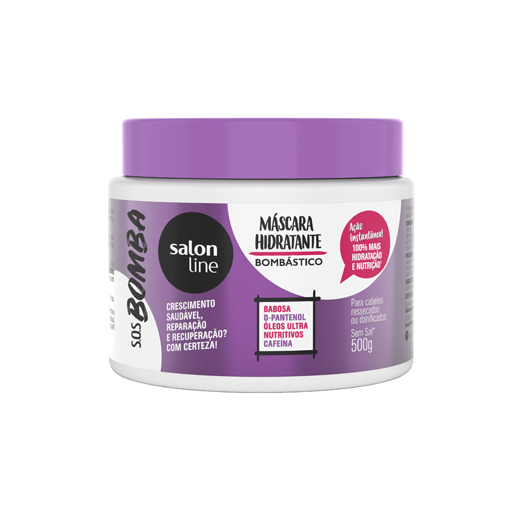 S.O.S BOMBA
salon
line
CRESCIMENTO
SAUDÁVEL,
REPARAÇÃO
E RECUPERAÇÃO?
COM CERTEZA!
MÁSCARA
HIDRATANTE
BOMBÁSTICO
BABOSA
D-PANTENOL
ÓLEOS ULTRA
NUTRITIVOS
CAFEÍNA
Ação
instantânea!
100% MAIS
HIDRATAÇÃO
E NUTRIÇÃO*
Para cabelos
ressecados
ou danificados
Sem Sal*
500g